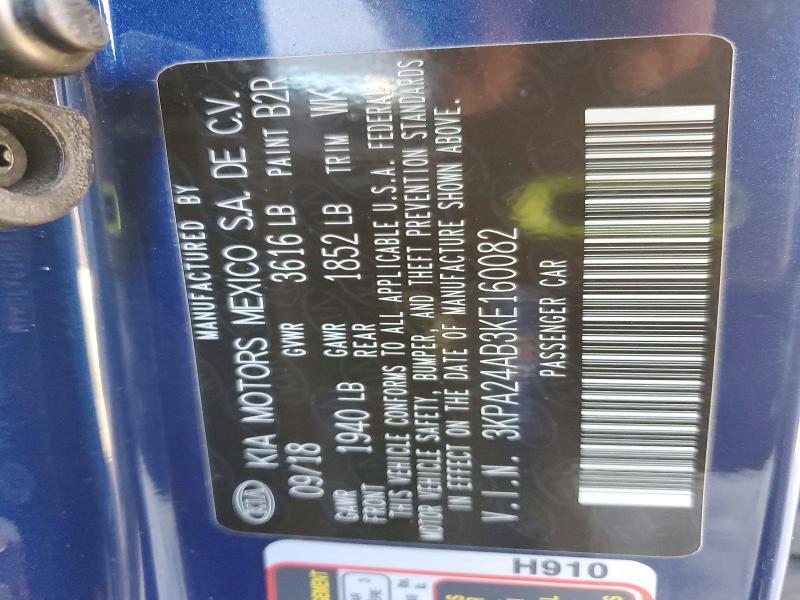 MANUFACTURED BY
KIA KIA MOTORS MEXICO S.A. DE C.V.
09/18 GVWR 3616 LB PAINT B2R
GAWR FRONT 1940 LB GAWR REAR 1852 LB TRIM WK
THIS VEHICLE CONFORMS TO ALL APPLICABLE U.S.A. FEDERAL
MOTOR VEHICLE SAFETY, BUMPER, AND THEFT PREVENTION STANDARDS
IN EFFECT ON THE DATE OF MANUFACTURE SHOWN ABOVE.
V.I.N. 3KPA24AB3KE160082
PASSENGER CAR
H910